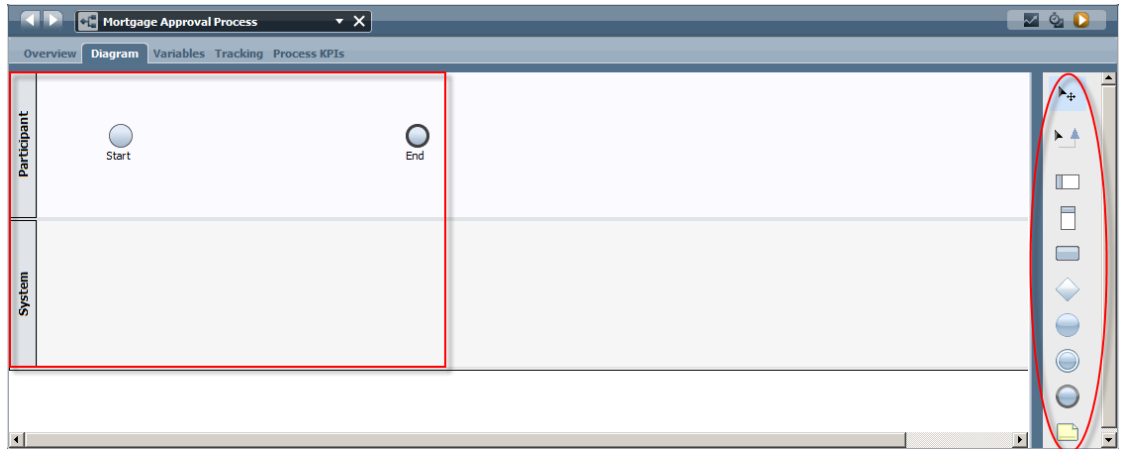 Mortgage Approval Process
Overview Diagram Variables Tracking Process KPIs
Participant
Start
End
System